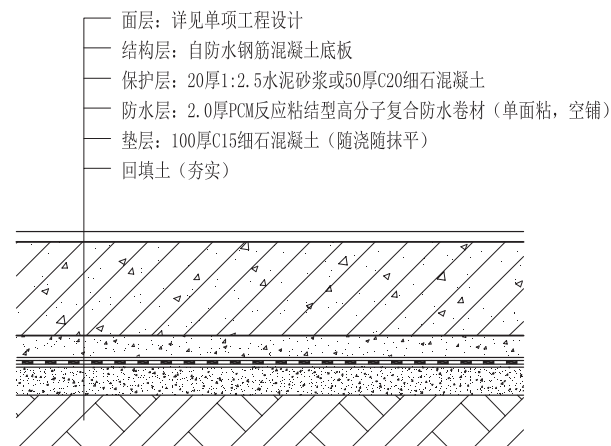 面层：详见单项工程设计
结构层：自防水钢筋混凝土底板
保护层：20厚1:2.5水泥砂浆或50厚C20细石混凝土
防水层：2.0厚PCM反应粘结型高分子复合防水卷材（单面粘，空铺）
垫层：100厚C15细石混凝土（随浇随抹平）
回填土（夯实）